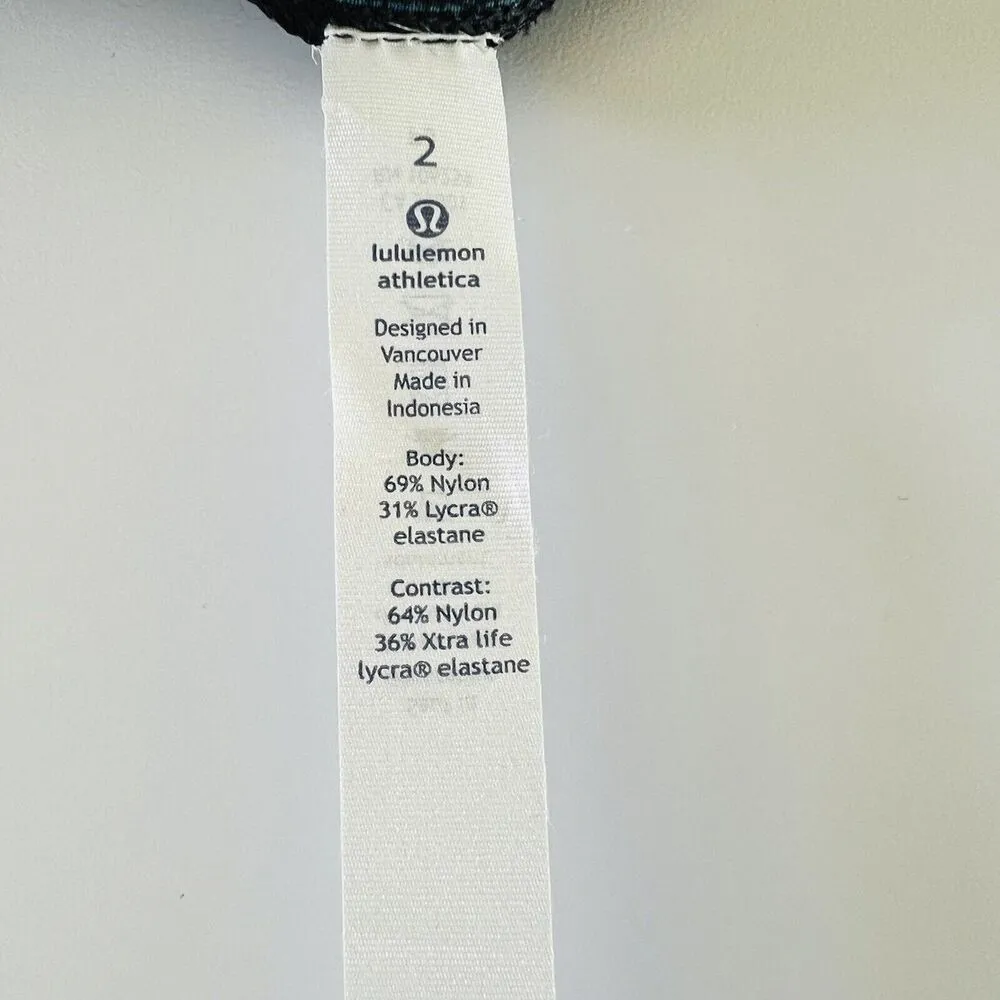 2
lululemon
athletica
Designed in
Vancouver
Made in
Indonesia
Body:
69% Nylon
31% Lycra®
elastane
Contrast:
64% Nylon
36% Xtra life
lycra® elastane